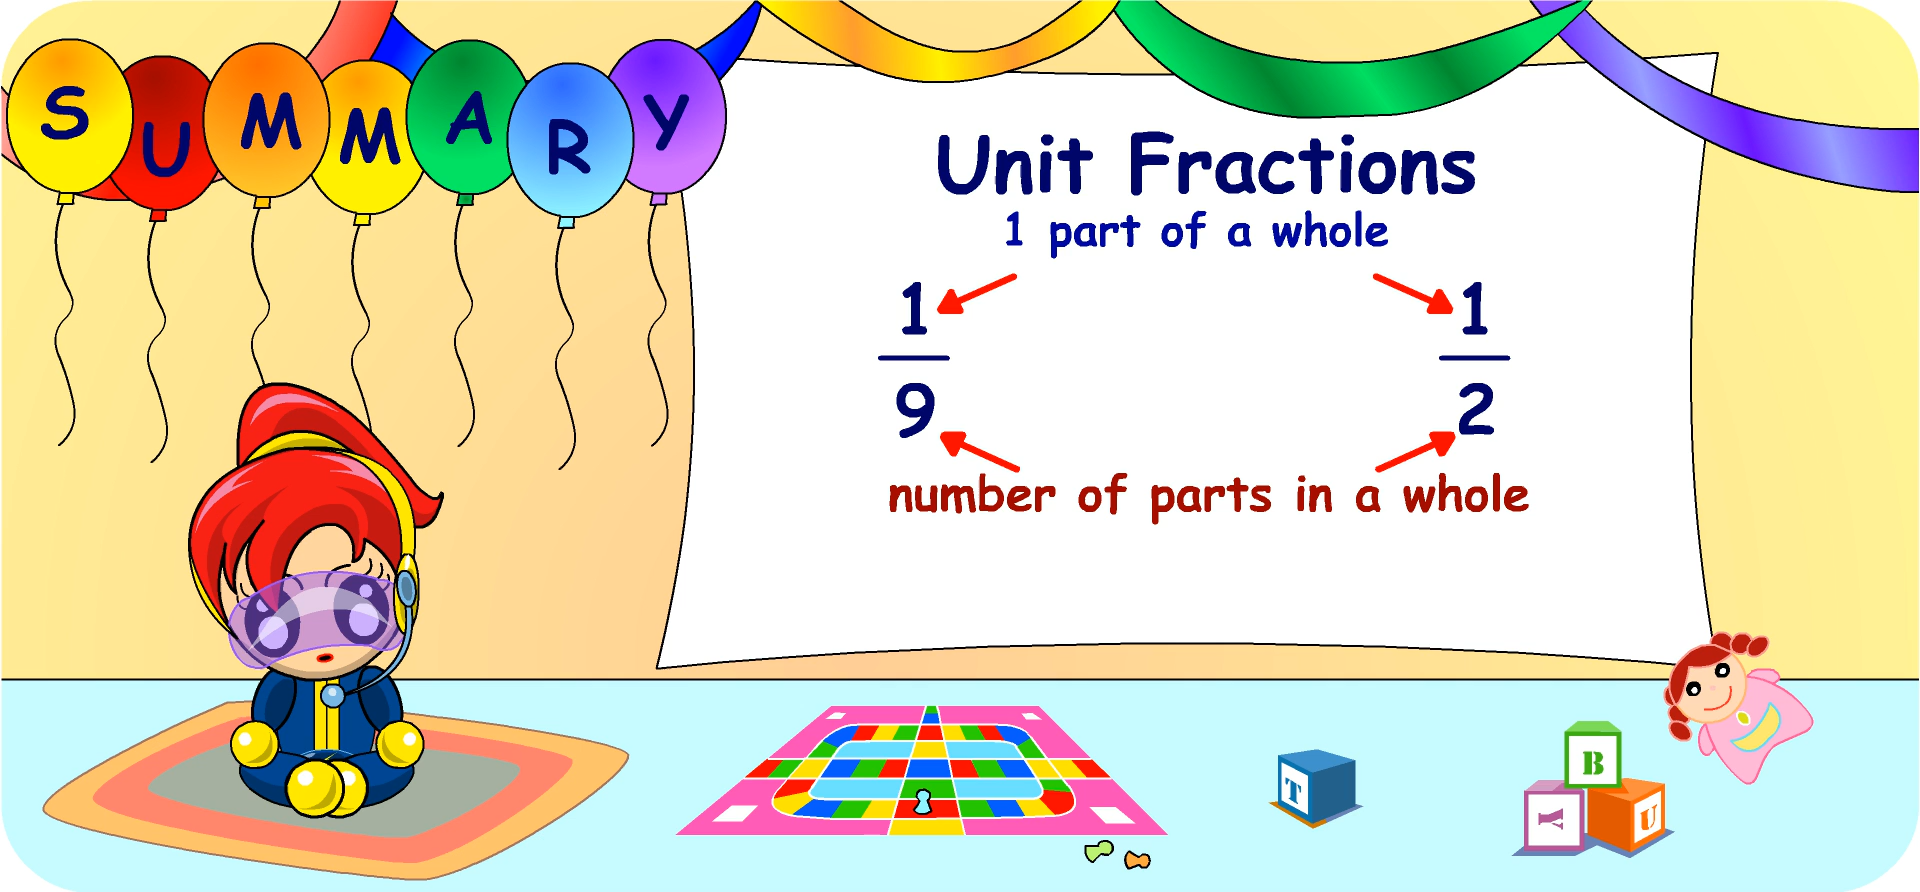 SUMMARY
Unit Fractions
1 part of a whole
1 1
9 2
number of parts in a whole
B
T
A U